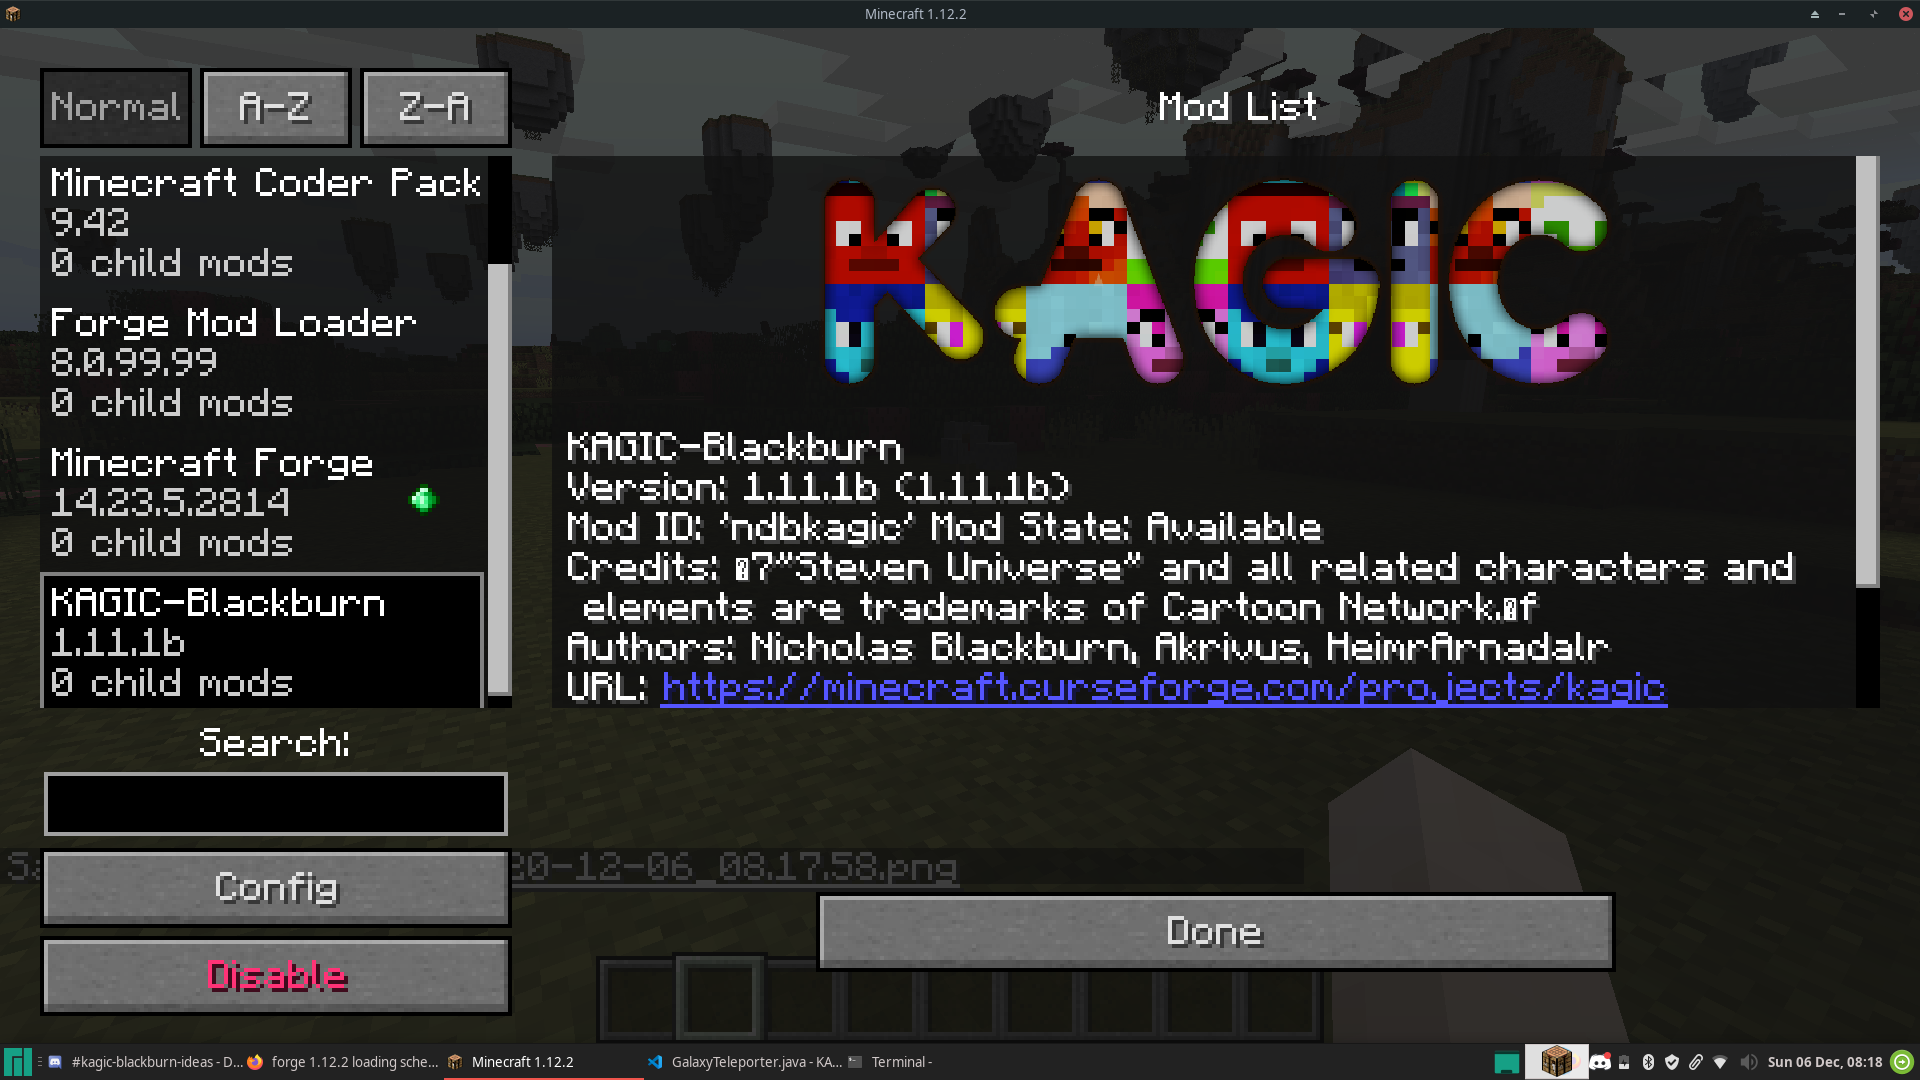 Minecraft 1.12.2
Normal
A-Z
Z-A
Mod List
Minecraft Coder Pack
9.42
0 child mods
Forge Mod Loader
8.0.99.99
0 child mods
Minecraft Forge
14.23.5.2814
0 child mods
KAGIC-Blackburn
1.11.1b
0 child mods
KAGIC
KAGIC-Blackburn
Version: 1.11.1b (1.11.1b)
Mod ID: 'ndbkagic' Mod State: Available
Credits: 7"Steven Universe" and all related characters and
elements are trademarks of Cartoon Network.f
Authors: Nicholas Blackburn, Akrivus, HeimrArnadalr
URL: https://minecraft.curseforge.com/projects/kagic
Search:
20-12-06_08.17.58.png
Config
Done
Disable
#kagic-blackburn-ideas - D...
forge 1.12.2 loading sche...
Minecraft 1.12.2
GalaxyTeleporter.java - KA...
Terminal -
Sun 06 Dec, 08:18